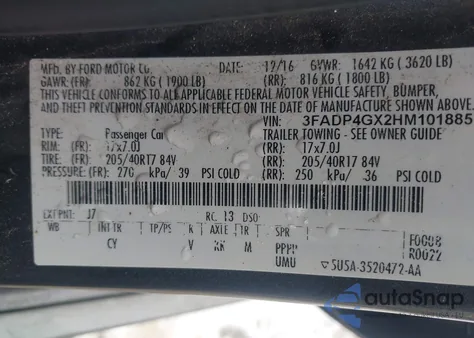 MFD. BY FORD MOTOR CO. DATE: 12/16 GVWR: 1642 KG ( 3620 LB)
GAWR:(FR) 862 KG ( 1900 LB) (RR): 816 KG ( 1800 LB)
THIS VEHICLE CONFORMS TO ALL APPLICABLE FEDERAL MOTOR VEHICLE SAFETY, BUMPER,
AND THEFT PREVENTION STANDARDS IN EFFECT ON THE DATE OF MANUFACTURE SHOWN ABOVE.
VIN: 3FADP4GX2HM101885
TYPE: Passenger Car TRAILER TOWING -- SEE OWNER GUIDE
RIM: (FR): 17x7.0J (RR): 17x7.0J
TIRE: (FR): 205/40R17 84V (RR): 205/40R17 84V
PRESSURE: (FR): 270 kPa/ 39 PSI COLD (RR): 250 kPa/ 36 PSI COLD
EXT PNT: J7 RC: 13 DSO:
WB INT TR TP/PS R AXLE TR SPR F0008
CY V KK M PPPP R0022
UMU 5U5A-3520472-AA
autoSnap